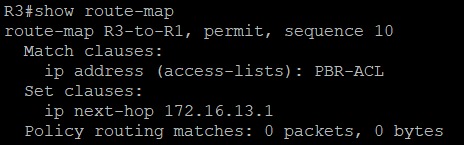 R3#show route-map
route-map R3-to-R1, permit, sequence 10
Match clauses:
ip address (access-lists): PBR-ACL
Set clauses:
ip next-hop 172.16.13.1
Policy routing matches: 0 packets, 0 bytes